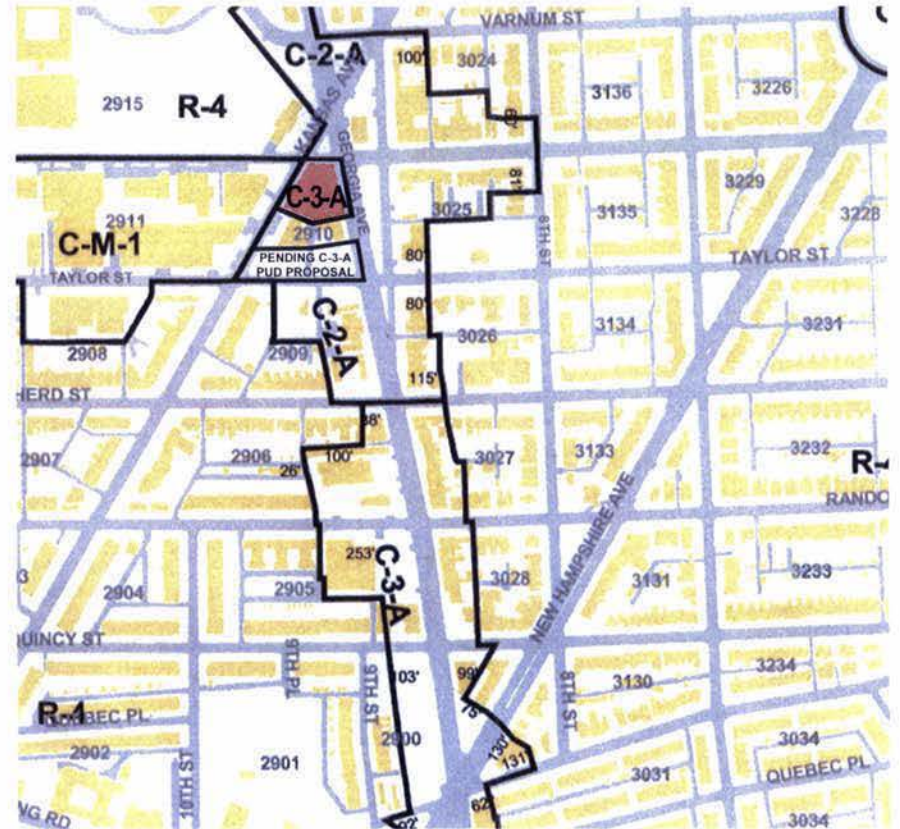 VARNUM ST
C-2-A
100'
3024
3136
3226
2915
R-4
KANSAS AVE
GEORGIA AVE
60'
81'
C-3-A
3025
3135
3229
3228
2911
C-M-1
2910
8TH ST
PENDING C-3-A
PUD PROPOSAL
80'
TAYLOR ST
TAYLOR ST
80'
C-2-A
3026
3134
3231
2908
2909
115'
HERD ST
38'
2907
2906
100'
26'
3027
3133
3232
R-4
RANDO
253'
C-3-A
NEW HAMPSHIRE AVE
3
2904
2905
3028
3131
3233
QUINCY ST
9TH PL
9TH ST
103'
99'
8TH ST
3130
3234
QUEBEC PL
75'
2902
2900
2901
10TH ST
130'
131'
3034
3031
QUEBEC PL
62'
NG RD
92'
3034